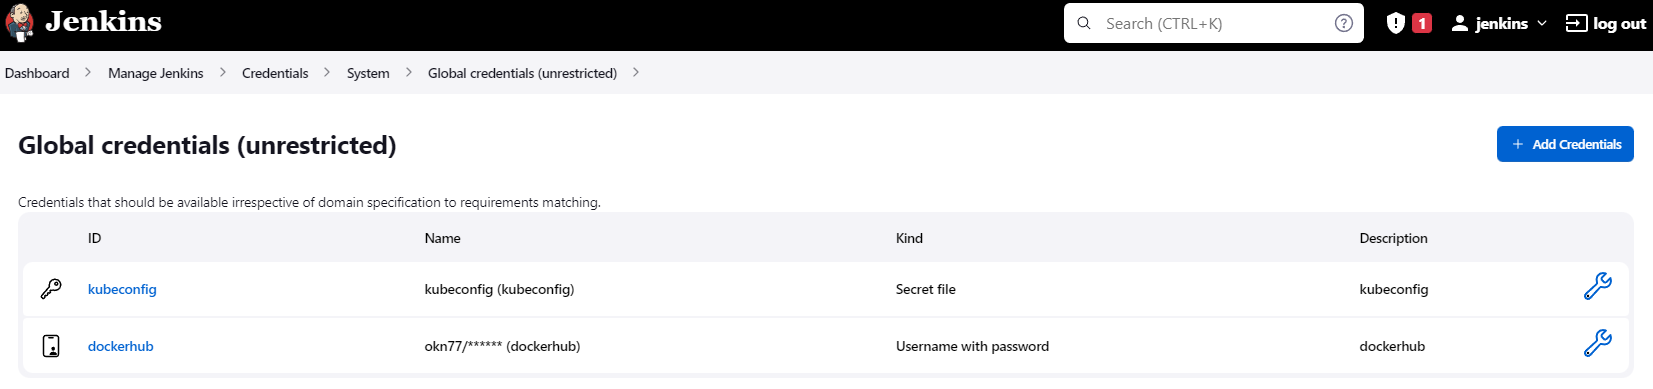 Jenkins Search (CTRL+K) ? 1 jenkins log out
Dashboard Manage Jenkins Credentials System Global credentials (unrestricted)
Global credentials (unrestricted) + Add Credentials
Credentials that should be available irrespective of domain specification to requirements matching.
ID Name Kind Description
kubeconfig kubeconfig (kubeconfig) Secret file kubeconfig
dockerhub okn77/****** (dockerhub) Username with password dockerhub